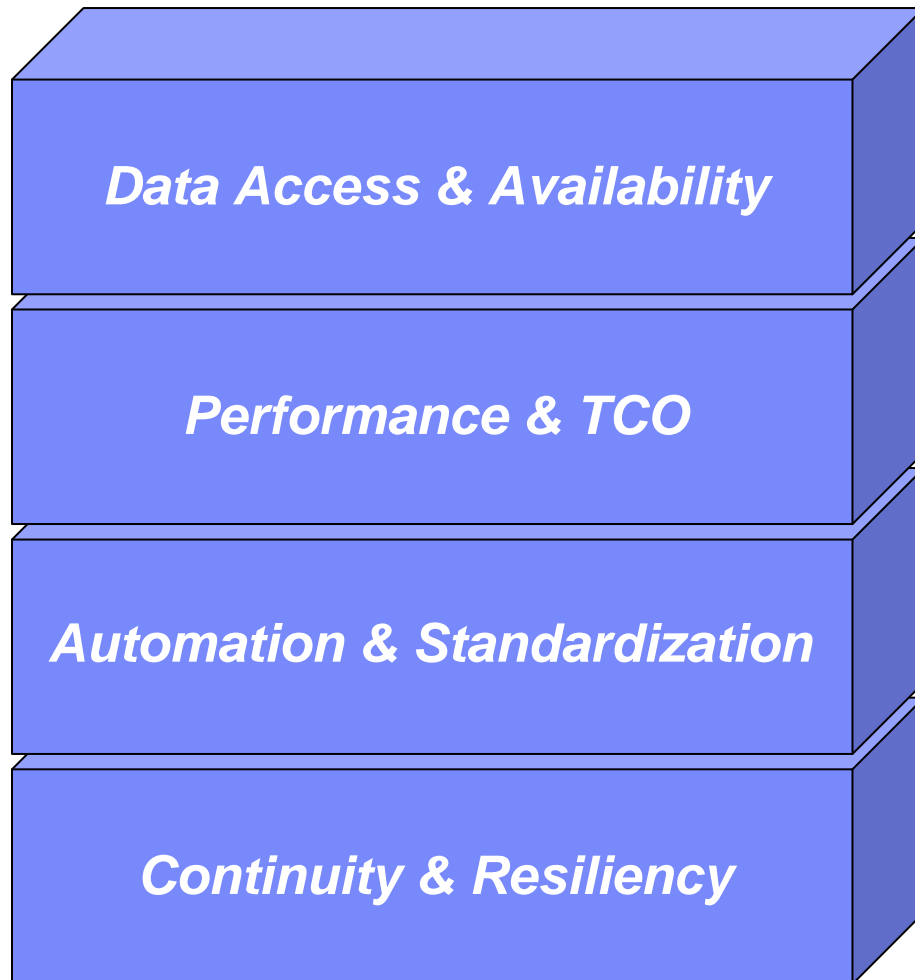 Data Access & Availability
Performance & TCO
Automation & Standardization
Continuity & Resiliency